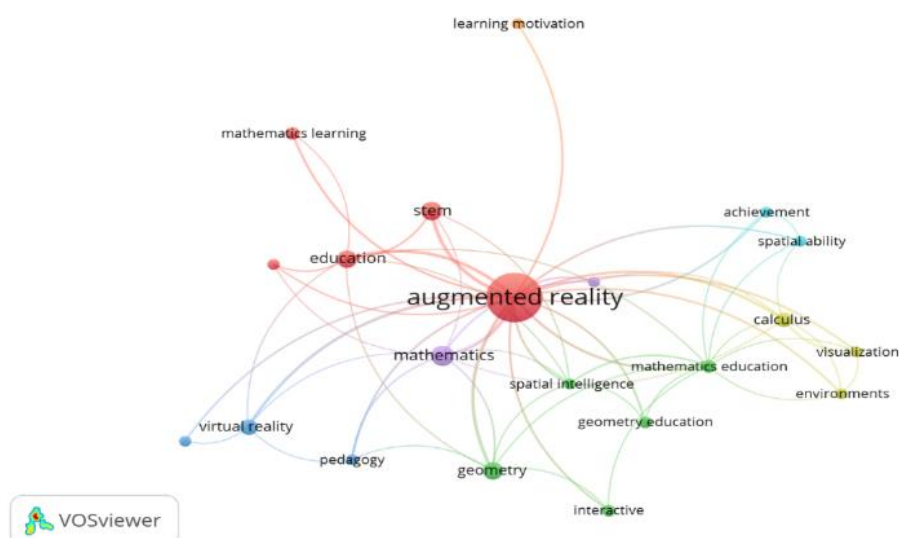 learning motivation
mathematics learning
stem
achievement
spatial ability
education
augmented reality
calculus
mathematics
visualization
mathematics education
spatial intelligence
environments
geometry education
virtual reality
pedagogy
geometry
interactive
VOSviewer